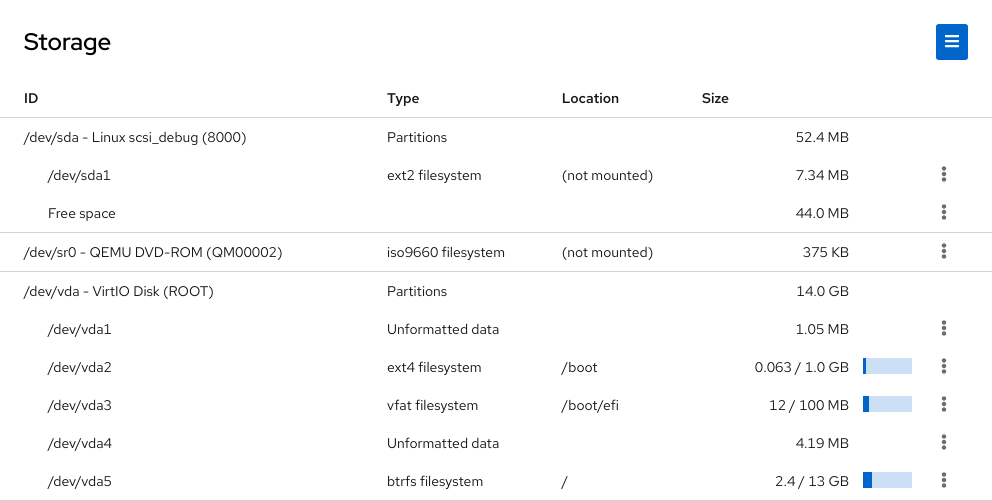 Storage
ID Type Location Size
/dev/sda - Linux scsi_debug (8000) Partitions 52.4 MB
/dev/sda1 ext2 filesystem (not mounted) 7.34 MB
Free space 44.0 MB
/dev/sr0 - QEMU DVD-ROM (QM00002) iso9660 filesystem (not mounted) 375 KB
/dev/vda - VirtIO Disk (ROOT) Partitions 14.0 GB
/dev/vda1 Unformatted data 1.05 MB
/dev/vda2 ext4 filesystem /boot 0.063 / 1.0 GB
/dev/vda3 vfat filesystem /boot/efi 12 / 100 MB
/dev/vda4 Unformatted data 4.19 MB
/dev/vda5 btrfs filesystem / 2.4 / 13 GB